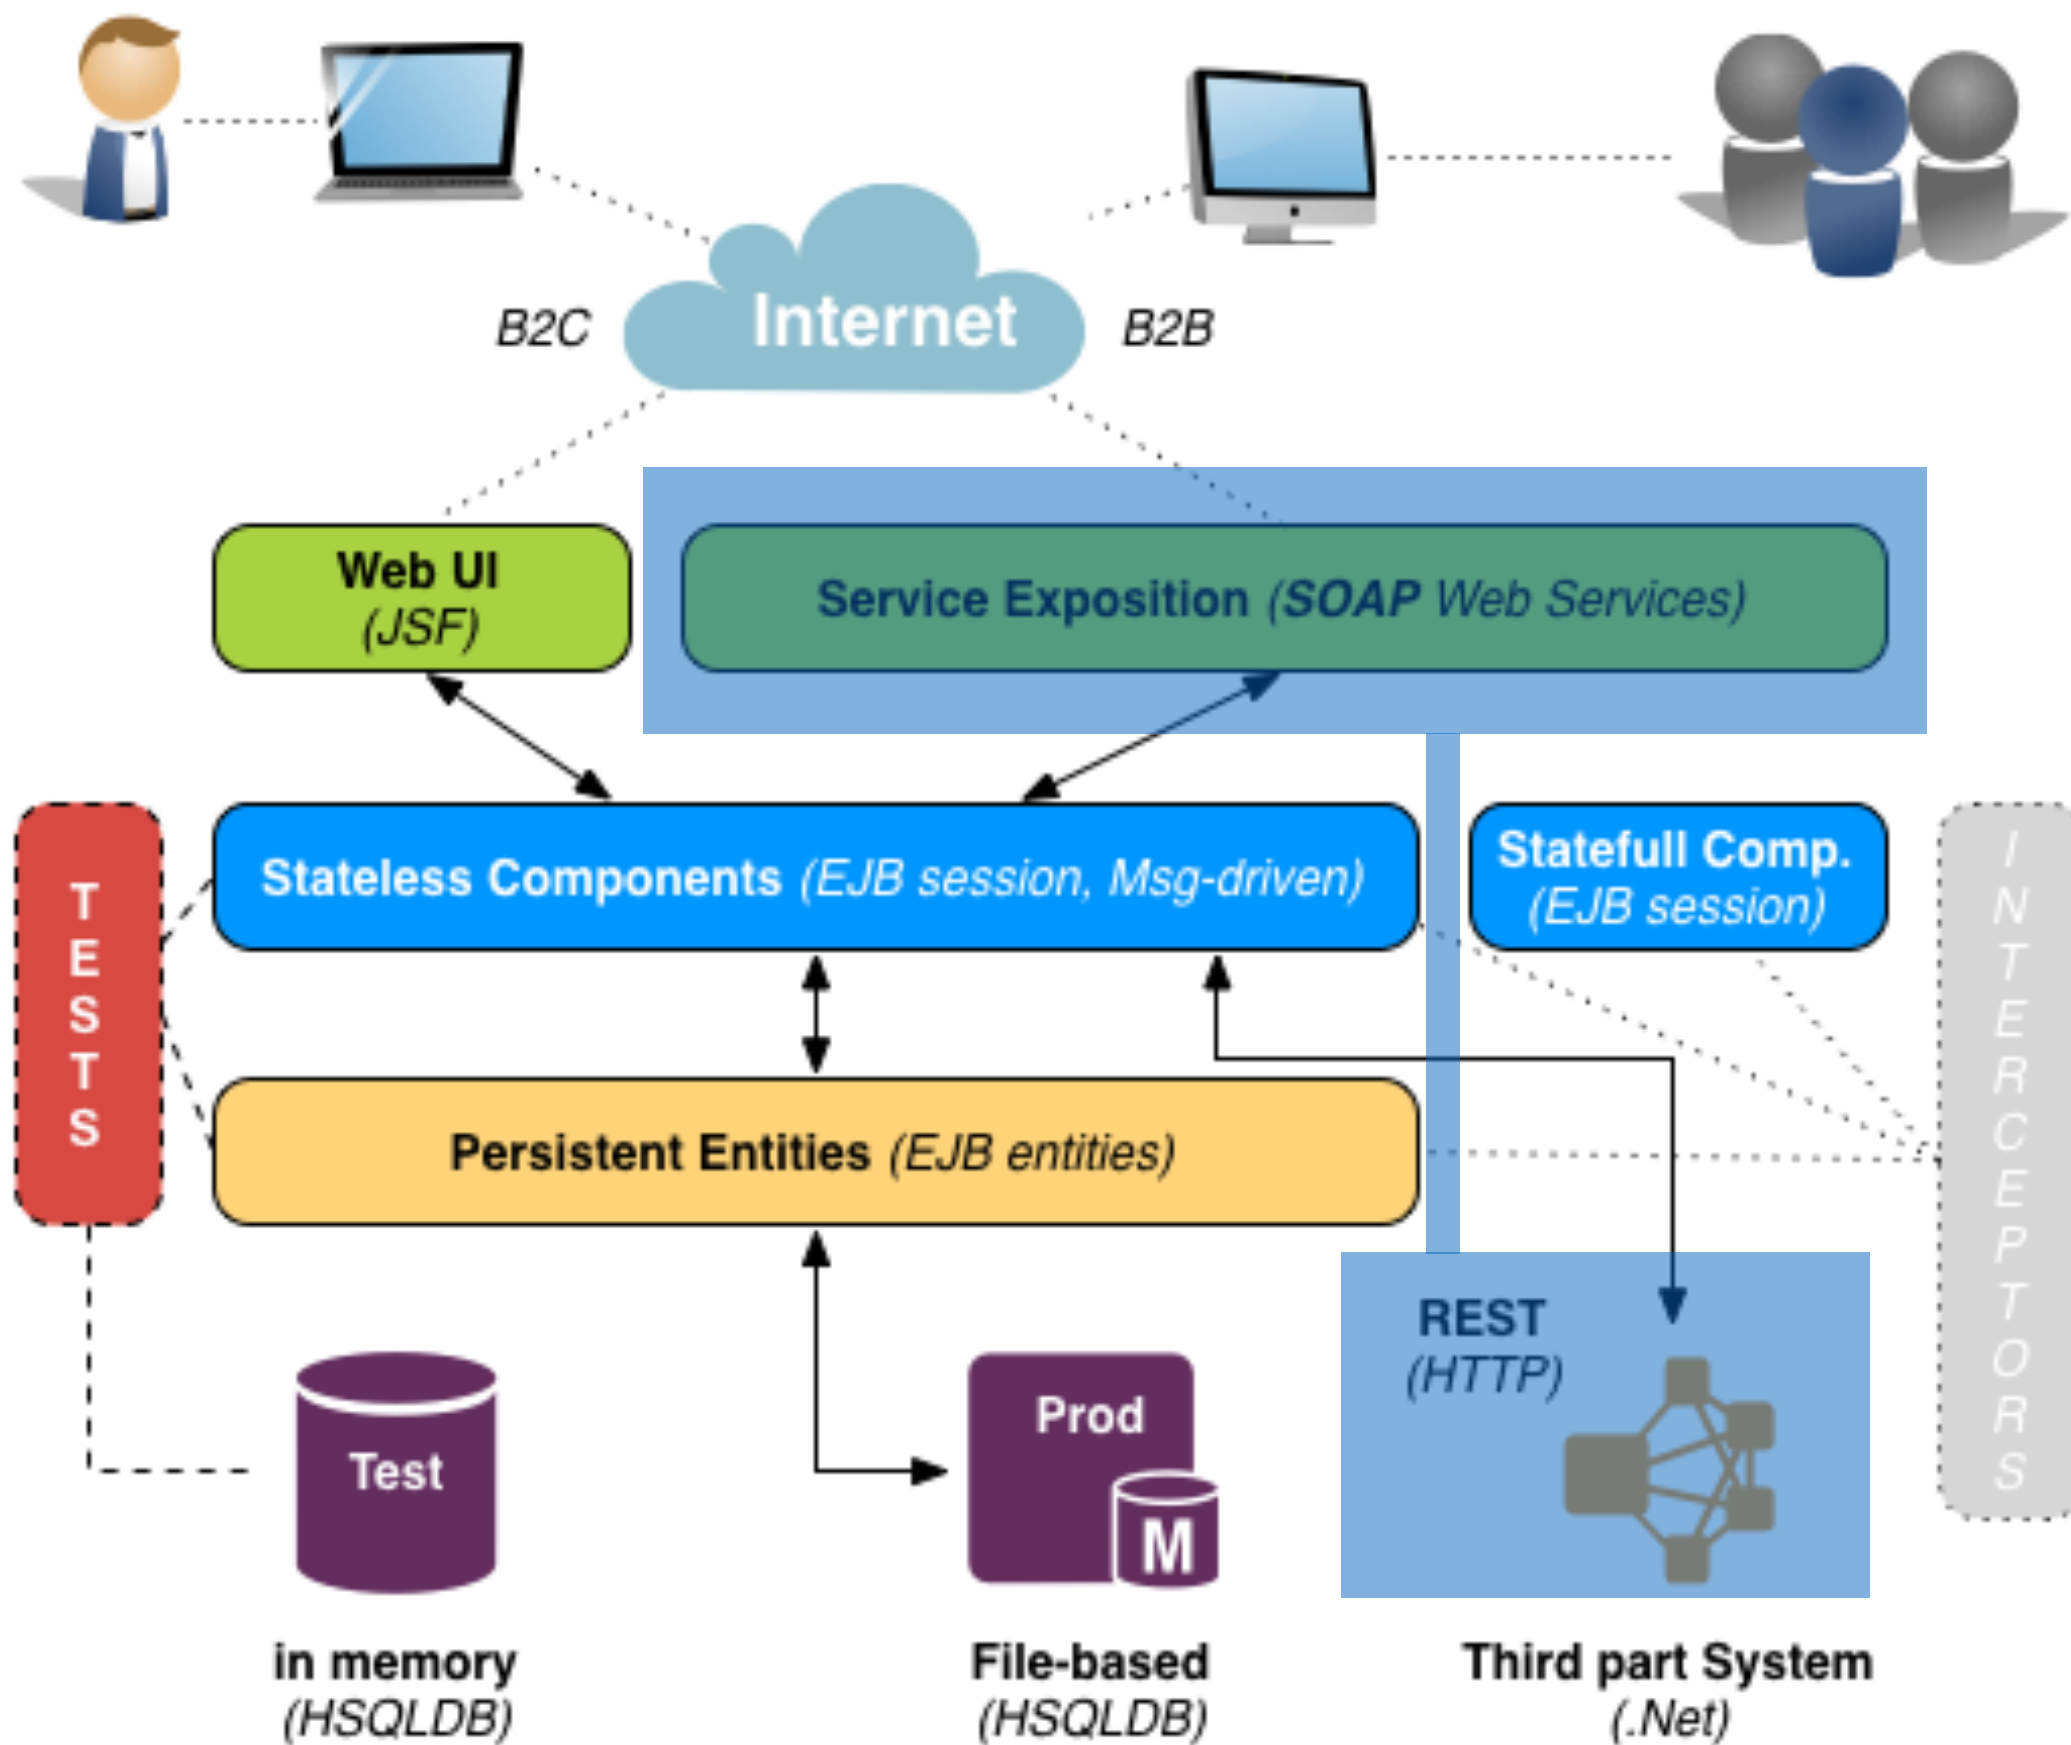 Internet
B2C
B2B
Web UI
(JSF)
Service Exposition (SOAP Web Services)
TESTS
Stateless Components (EJB session, Msg-driven)
Statefull Comp.
(EJB session)
INTERCEPTORS
Persistent Entities (EJB entities)
REST
(HTTP)
Test
Prod
M
in memory
(HSQLDB)
File-based
(HSQLDB)
Third part System
(.Net)